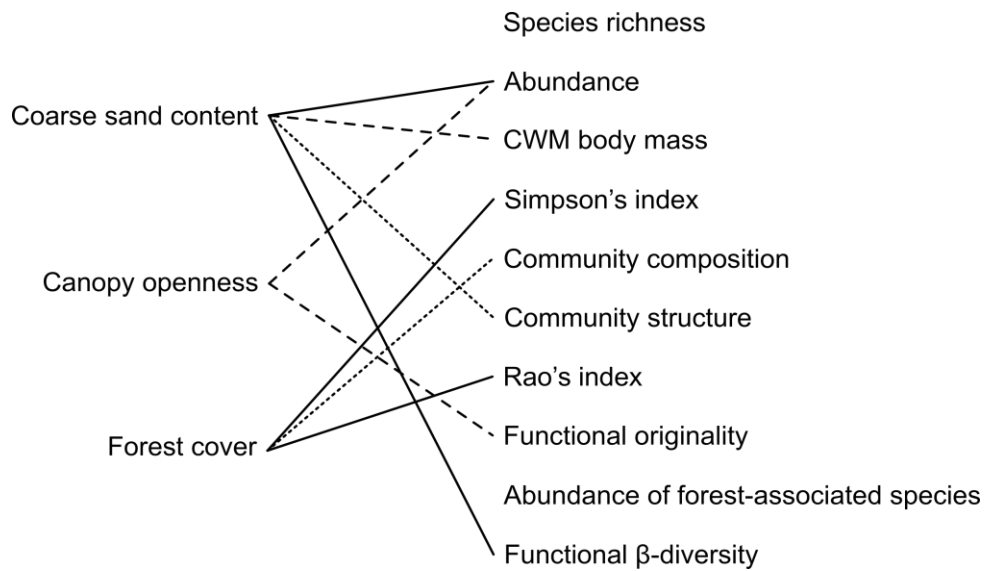 Coarse sand content
Canopy openness
Forest cover
Species richness
Abundance
CWM body mass
Simpson’s index
Community composition
Community structure
Rao’s index
Functional originality
Abundance of forest-associated species
Functional β-diversity